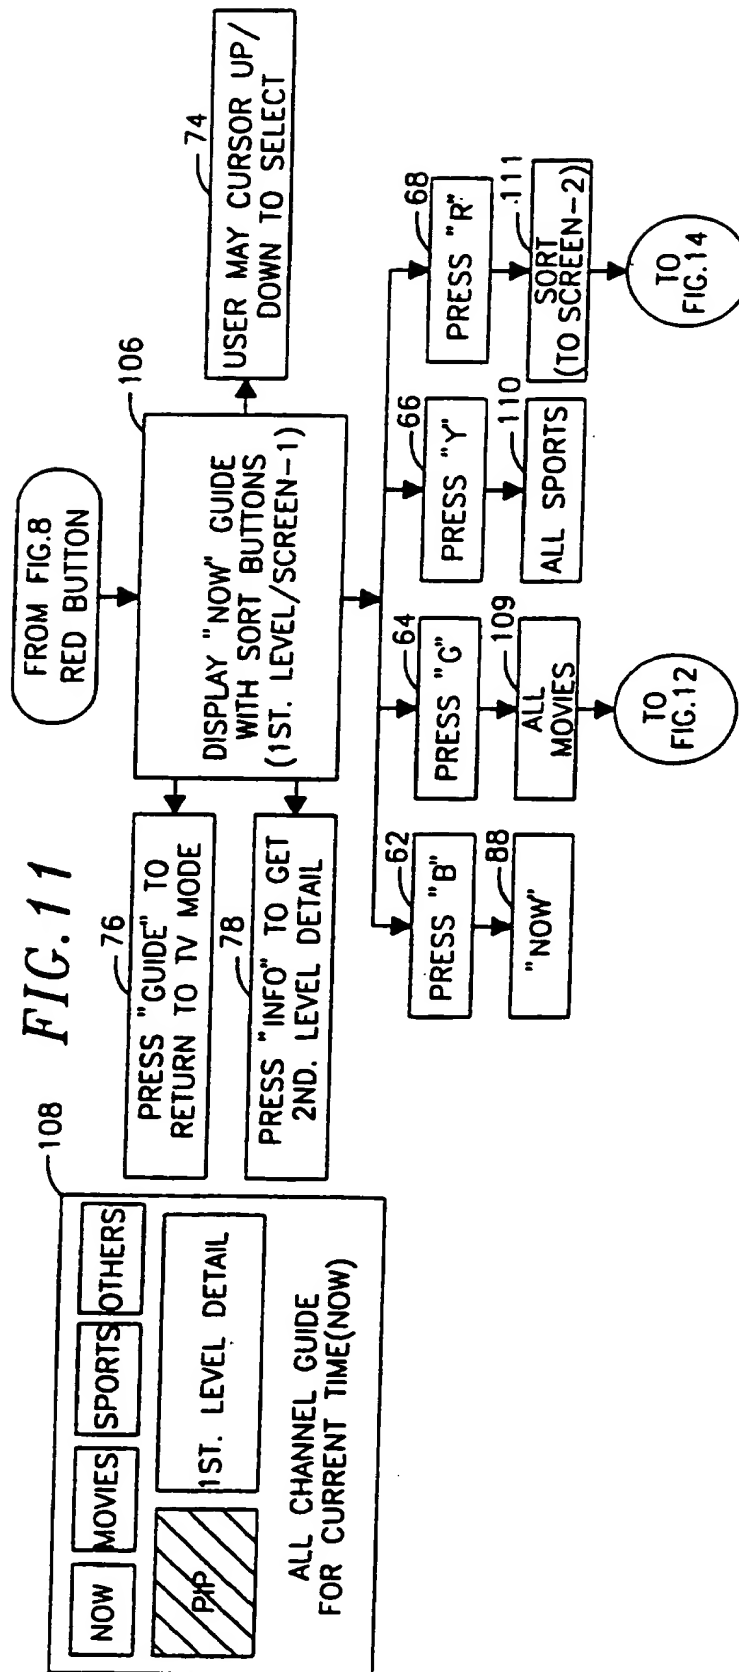 FIG.11
108
NOW
MOVIES
SPORTS
OTHERS
PIP
1ST. LEVEL DETAIL
ALL CHANNEL GUIDE
FOR CURRENT TIME(NOW)
FROM FIG.8
RED BUTTON
106
DISPLAY "NOW" GUIDE
WITH SORT BUTTONS
(1ST. LEVEL/SCREEN-1)
76
PRESS "GUIDE" TO
RETURN TO TV MODE
78
PRESS "INFO" TO GET
2ND. LEVEL DETAIL
74
USER MAY CURSOR UP/
DOWN TO SELECT
62
PRESS "B"
88
"NOW"
64
PRESS "G"
109
ALL
MOVIES
TO
FIG.12
66
PRESS "Y"
110
ALL SPORTS
68
PRESS "R"
111
SORT
(TO SCREEN-2)
TO
FIG.14